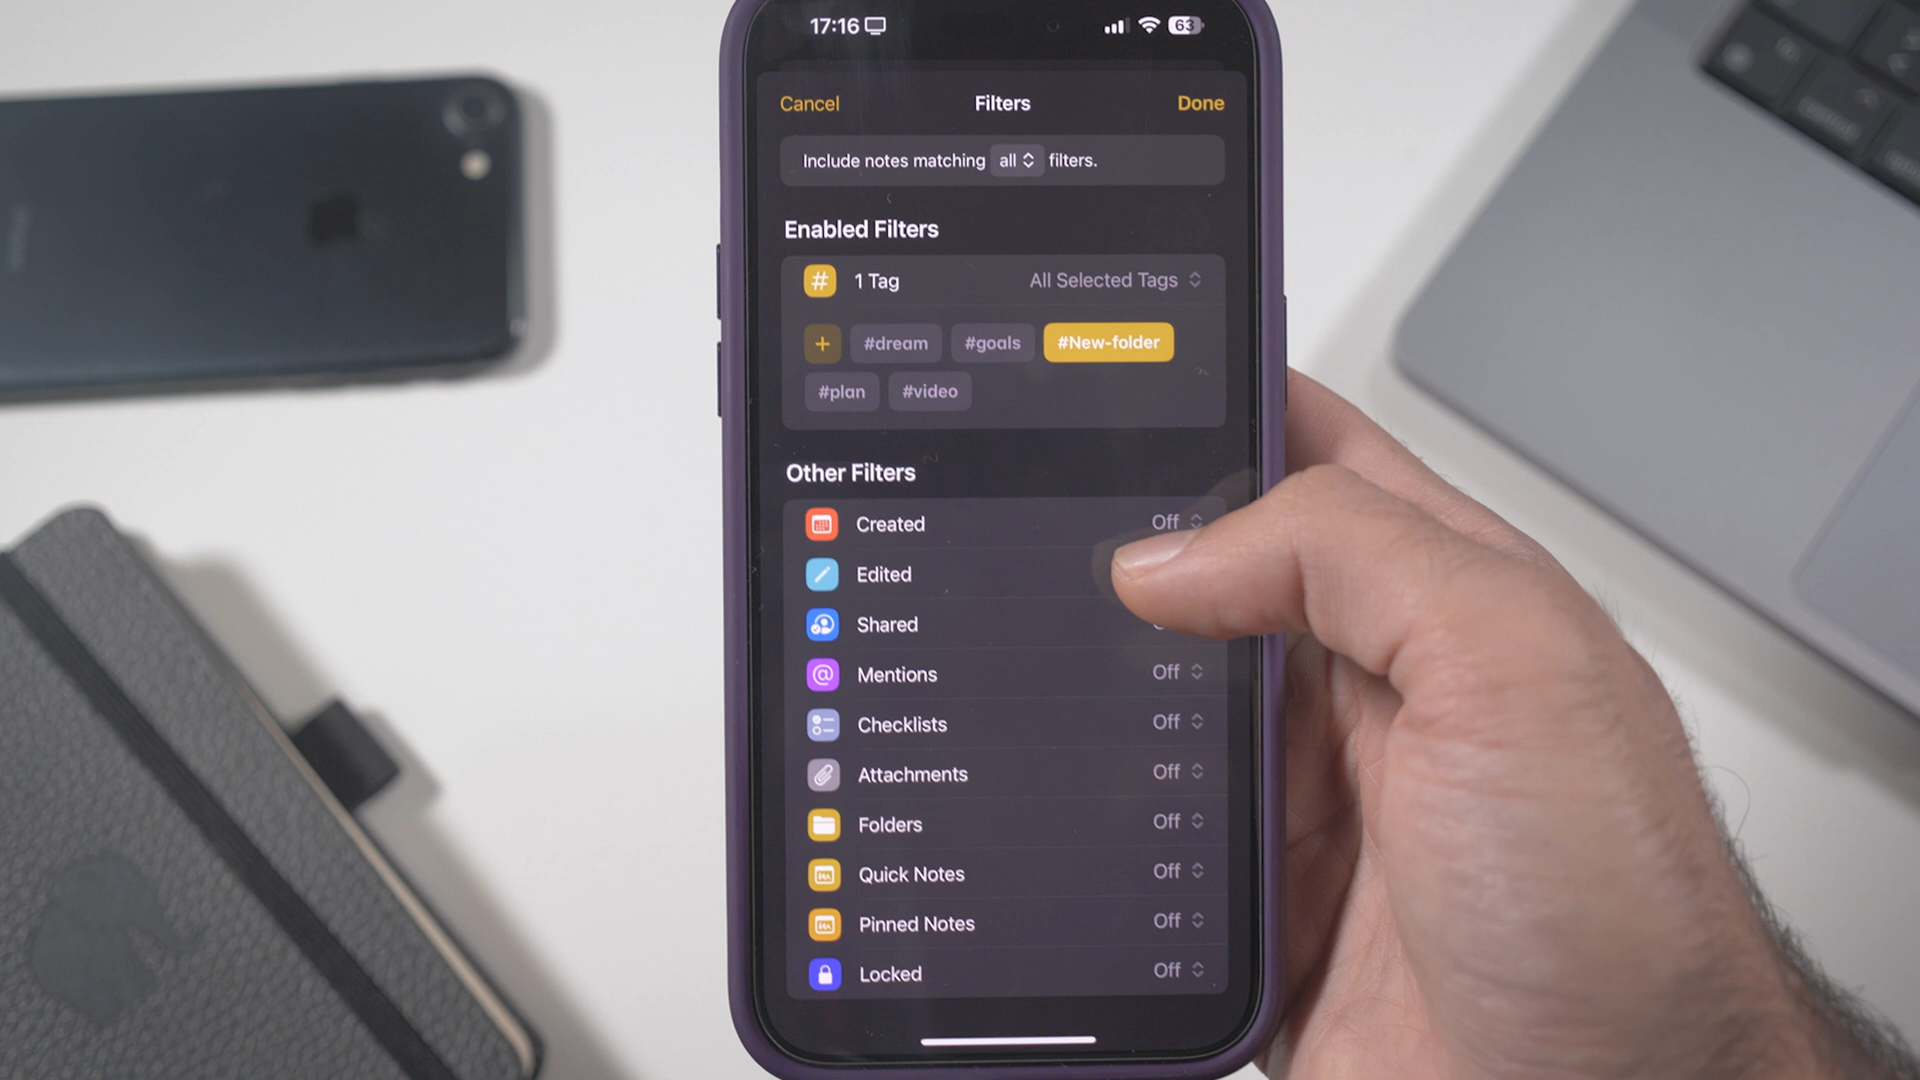 17:16
63
Cancel Filters Done
Include notes matching all filters.
Enabled Filters
# 1 Tag All Selected Tags
+ #dream #goals #New-folder
#plan #video
Other Filters
Created Off
Edited
Shared
@ Mentions Off
Checklists Off
Attachments Off
Folders Off
Quick Notes Off
Pinned Notes Off
Locked Off